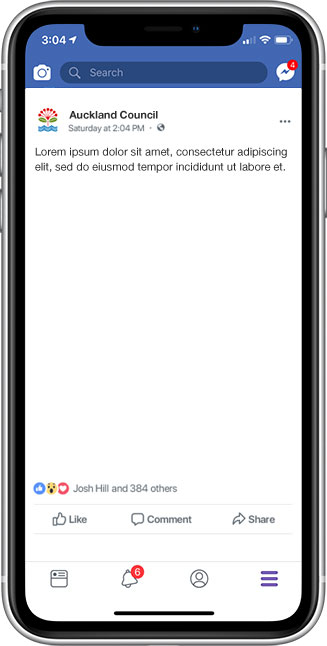 3:04
4
Search
Auckland Council
Saturday at 2:04 PM ·
Lorem ipsum dolor sit amet, consectetur adipiscing
elit, sed do eiusmod tempor incididunt ut labore et.
Josh Hill and 384 others
Like Comment Share
6